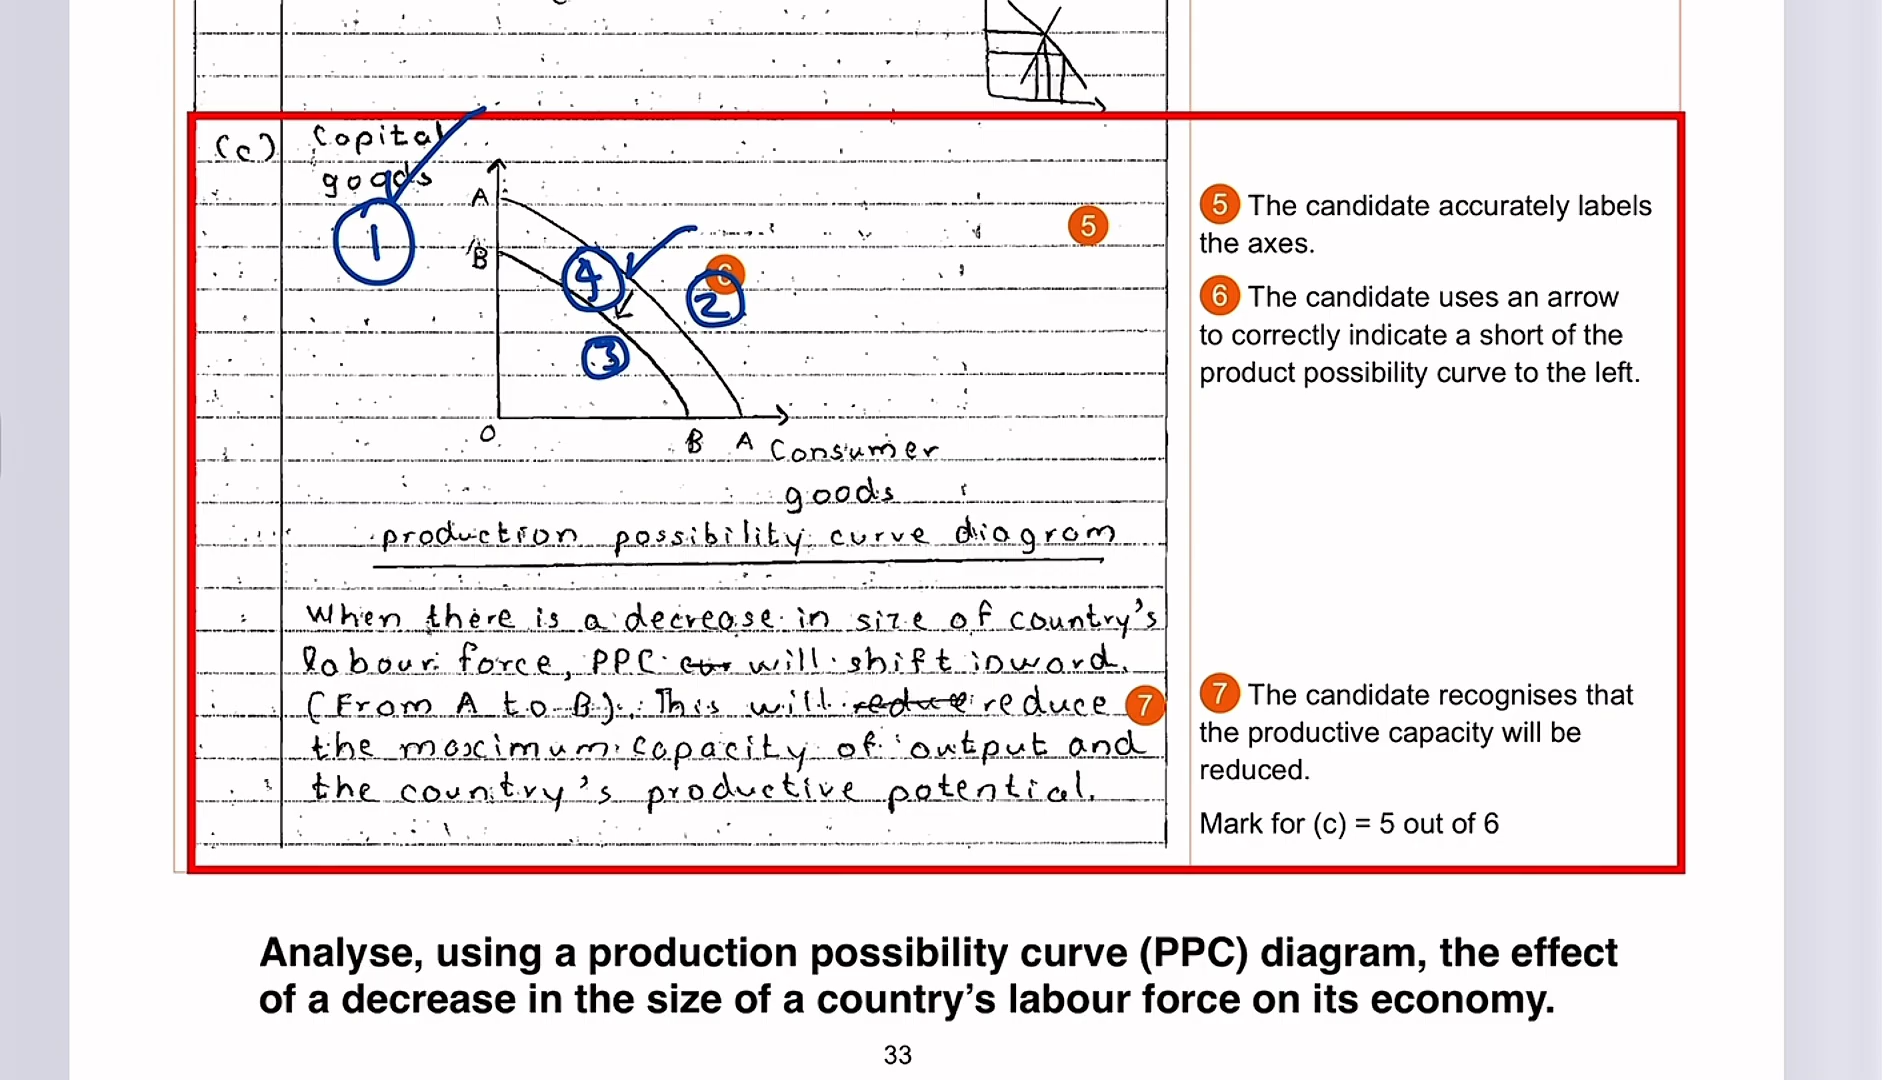 (c)
Capital
goods
A
B
1
4
6
2
3
5
O
B A Consumer
goods
production possibility curve diagram
When there is a decrease in size of country's
labour force, PPC cur will shift inward.
(From A to B). This will reduce reduce
7
the maximum capacity of output and
the country's productive potential.
5 The candidate accurately labels
the axes.
6 The candidate uses an arrow
to correctly indicate a short of the
product possibility curve to the left.
7 The candidate recognises that
the productive capacity will be
reduced.
Mark for (c) = 5 out of 6
Analyse, using a production possibility curve (PPC) diagram, the effect
of a decrease in the size of a country's labour force on its economy.
33